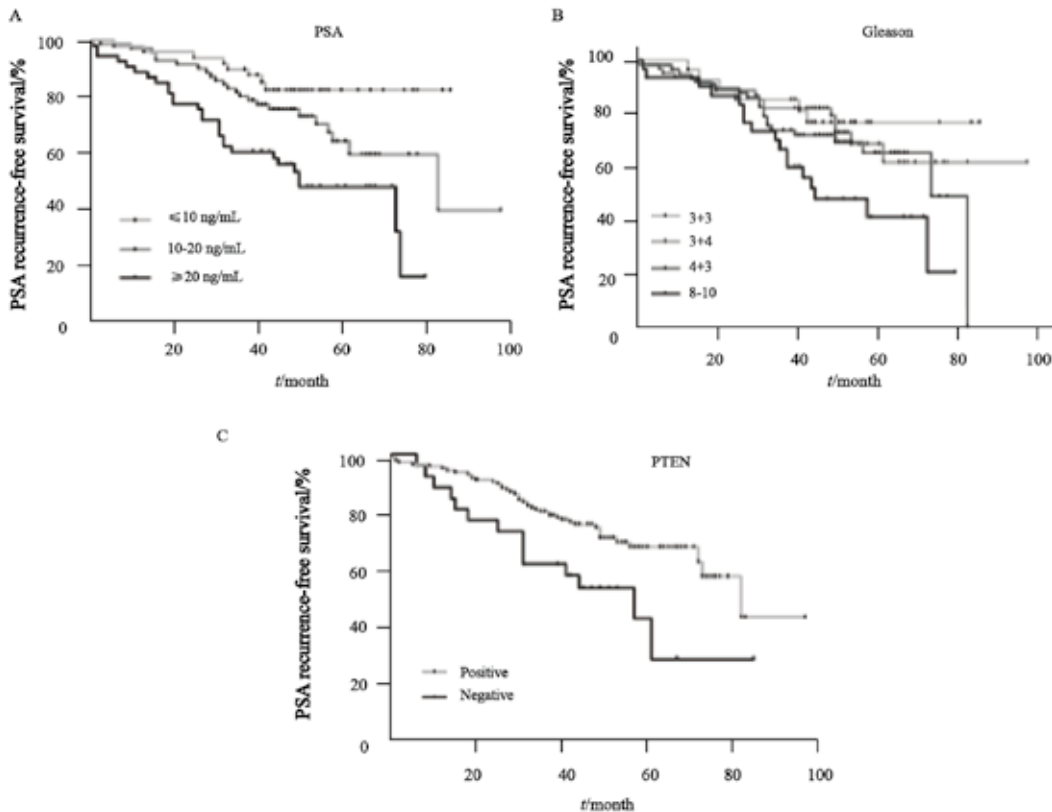 A
PSA
PSA recurrence-free survival/%
100
80
60
40
20
0
≤10 ng/mL
10-20 ng/mL
≥20 ng/mL
20 40 60 80 100
t/month
B
Gleason
PSA recurrence-free survival/%
100
80
60
40
20
0
3+3
3+4
4+3
8-10
20 40 60 80 100
t/month
C
PTEN
PSA recurrence-free survival/%
100
80
60
40
20
0
Positive
Negative
20 40 60 80 100
t/month